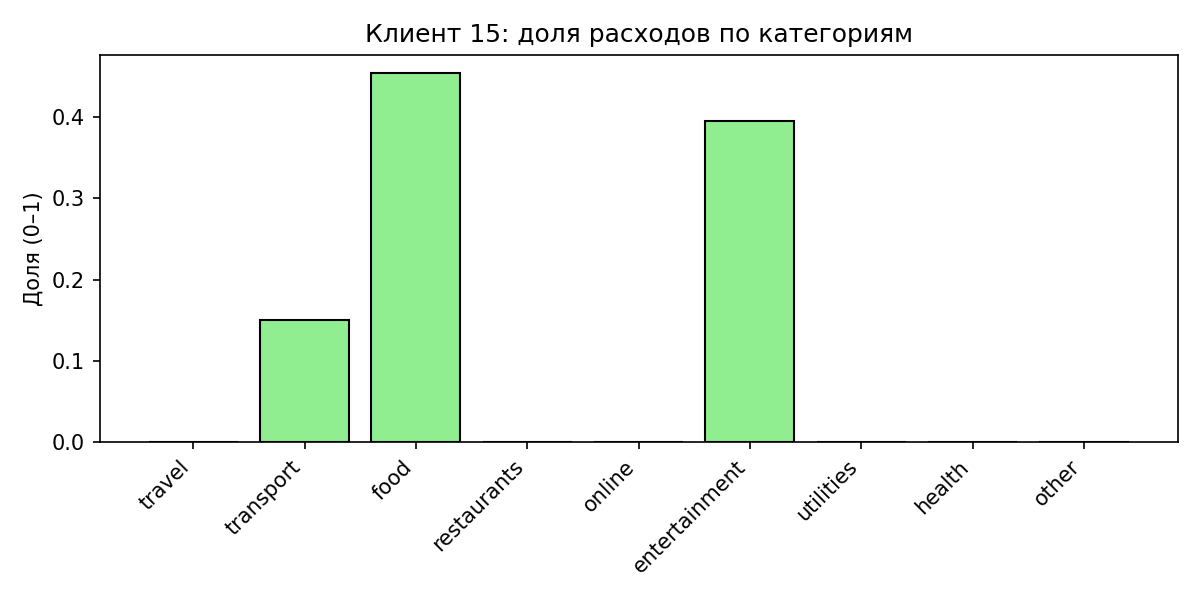 Клиент 15: доля расходов по категориям
Доля (0–1)
0.4
0.3
0.2
0.1
0.0
travel
transport
food
restaurants
online
entertainment
utilities
health
other